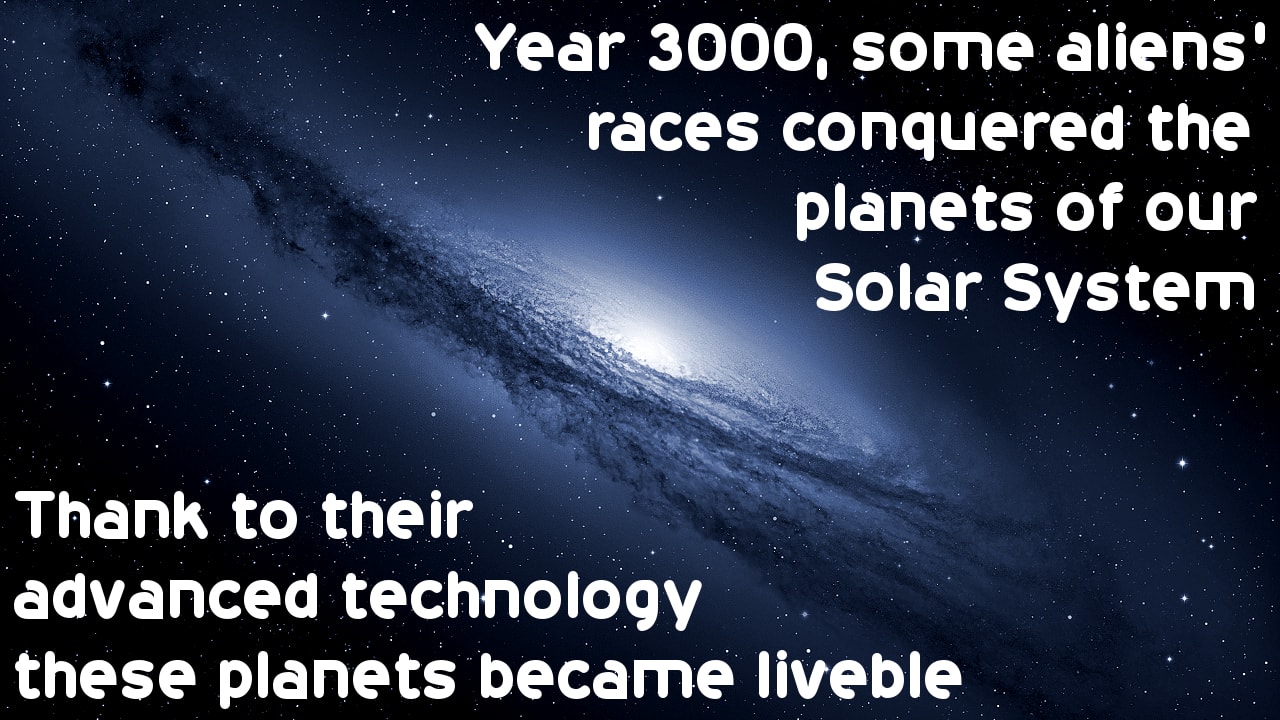 Year 3000, some aliens'
races conquered the
planets of our
Solar System
Thank to their
advanced technology
these planets became liveble